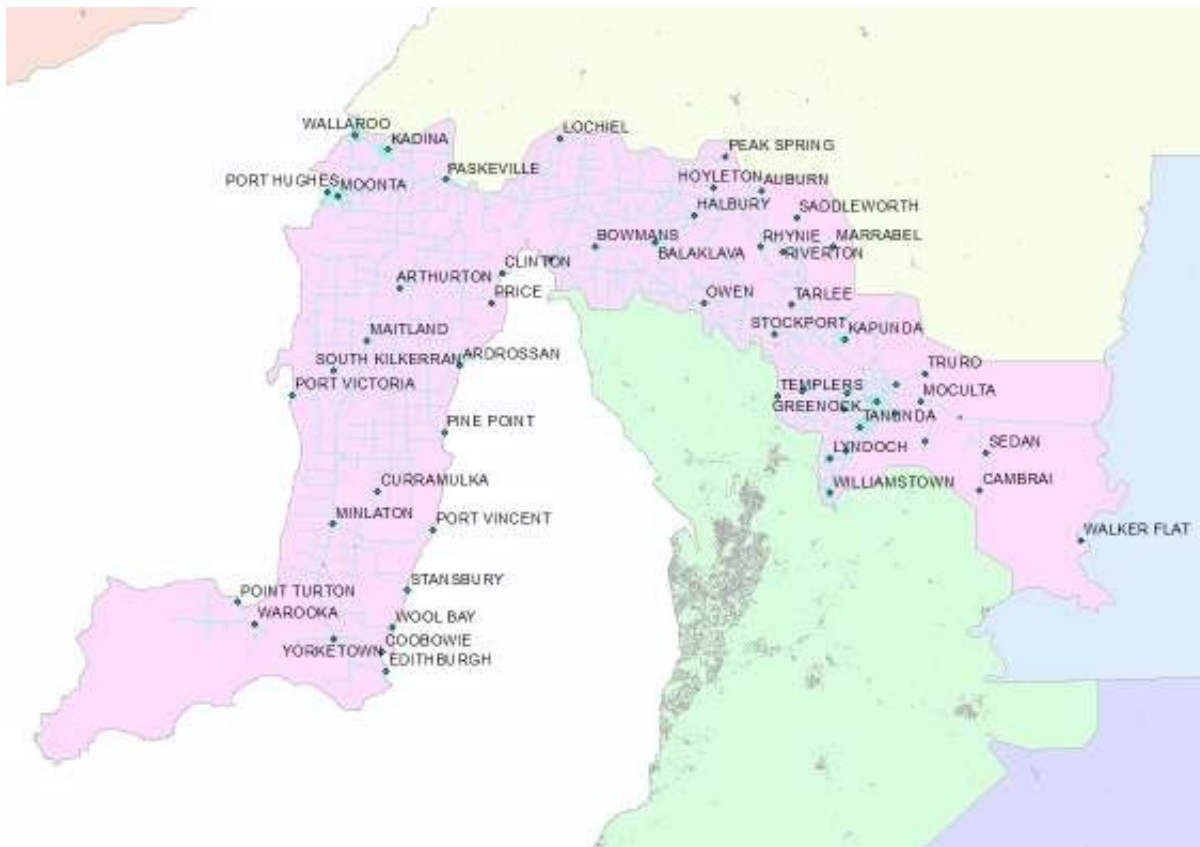 WALLAROO
KADINA
LOCHIEL
PEAK SPRING
PASKEVILLE
PORT HUGHES
MOONTA
HOYLETON
AUBURN
HALBURY
SADDLEWORTH
BOWMANS
BALAKLAVA
RHYNIE
RIVERTON
MARRABEL
CLINTON
ARTHURTON
PRICE
OWEN
TARLEE
STOCKPORT
KAPUNDA
MAITLAND
SOUTH KILKERRAN
ARDROSSAN
PORT VICTORIA
TRURO
TEMPLERS
MOCULTA
GREENOCK
TANUNDA
PINE POINT
LYNDOCH
SEDAN
CURRAMULKA
WILLIAMSTOWN
CAMBRAI
MINLATON
PORT VINCENT
WALKER FLAT
STANSBURY
POINT TURTON
WAROOKA
WOOL BAY
YORKETOWN
COOBOWIE
EDITHBURGH